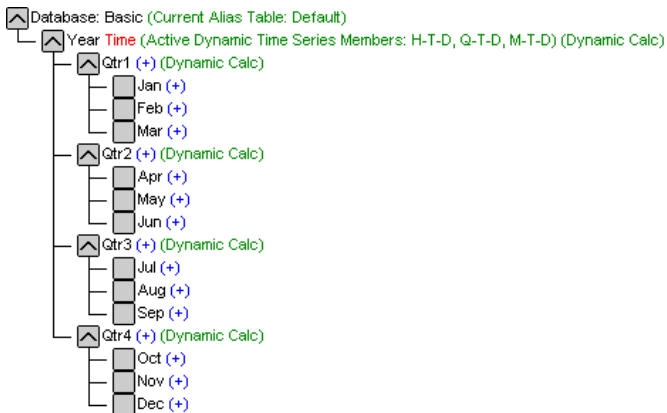 Database: Basic (Current Alias Table: Default)
Year Time (Active Dynamic Time Series Members: H-T-D, Q-T-D, M-T-D) (Dynamic Calc)
Qtr1 (+) (Dynamic Calc)
Jan (+)
Feb (+)
Mar (+)
Qtr2 (+) (Dynamic Calc)
Apr (+)
May (+)
Jun (+)
Qtr3 (+) (Dynamic Calc)
Jul (+)
Aug (+)
Sep (+)
Qtr4 (+) (Dynamic Calc)
Oct (+)
Nov (+)
Dec (+)